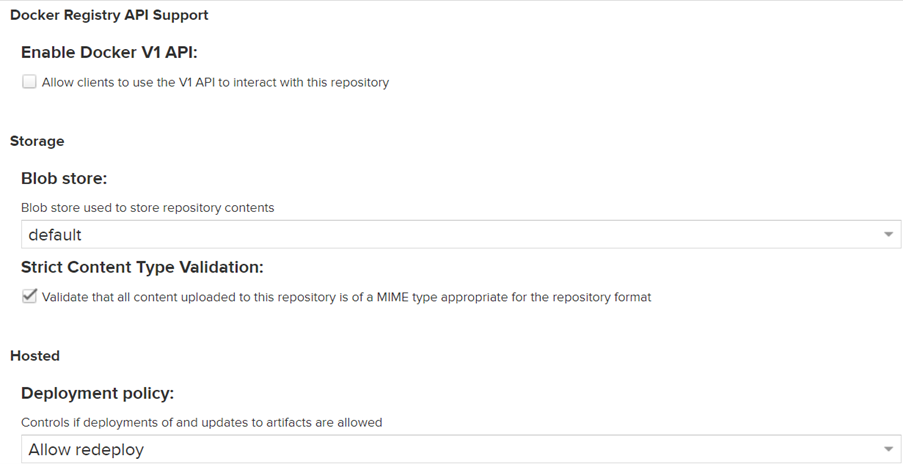 Docker Registry API Support
Enable Docker V1 API:
Allow clients to use the V1 API to interact with this repository
Storage
Blob store:
Blob store used to store repository contents
default
Strict Content Type Validation:
Validate that all content uploaded to this repository is of a MIME type appropriate for the repository format
Hosted
Deployment policy:
Controls if deployments of and updates to artifacts are allowed
Allow redeploy